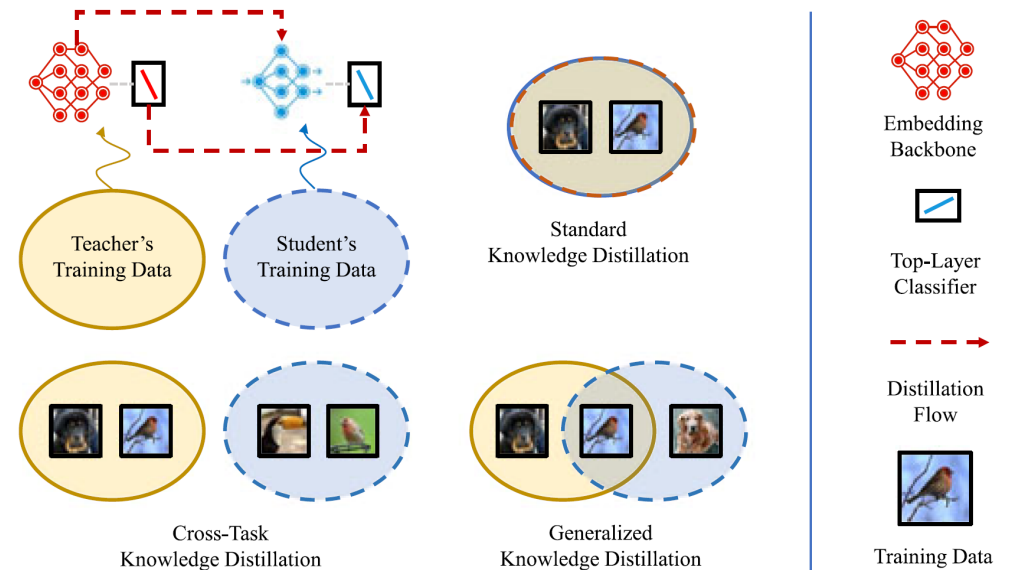 Teacher's
Training Data
Student's
Training Data
Standard
Knowledge Distillation
Cross-Task
Knowledge Distillation
Generalized
Knowledge Distillation
Embedding
Backbone
Top-Layer
Classifier
Distillation
Flow
Training Data